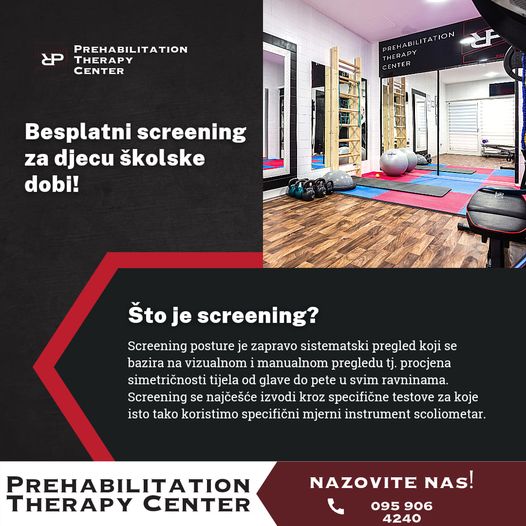 PREHABILITATION
THERAPY
CENTER
PREHABILITATION
THERAPY
CENTER
Besplatni screening
za djecu školske
dobi!
Što je screening?
Screening posture je zapravo sistematski pregled koji se
bazira na vizualnom i manualnom pregledu tj. procjena
simetričnosti tijela od glave do pete u svim ravninama.
Screening se najčešće izvodi kroz specifične testove za koje
isto tako koristimo specifični mjerni instrument scoliometar.
PREHABILITATION
THERAPY CENTER
NAZOVITE NAS!
095 906
4240